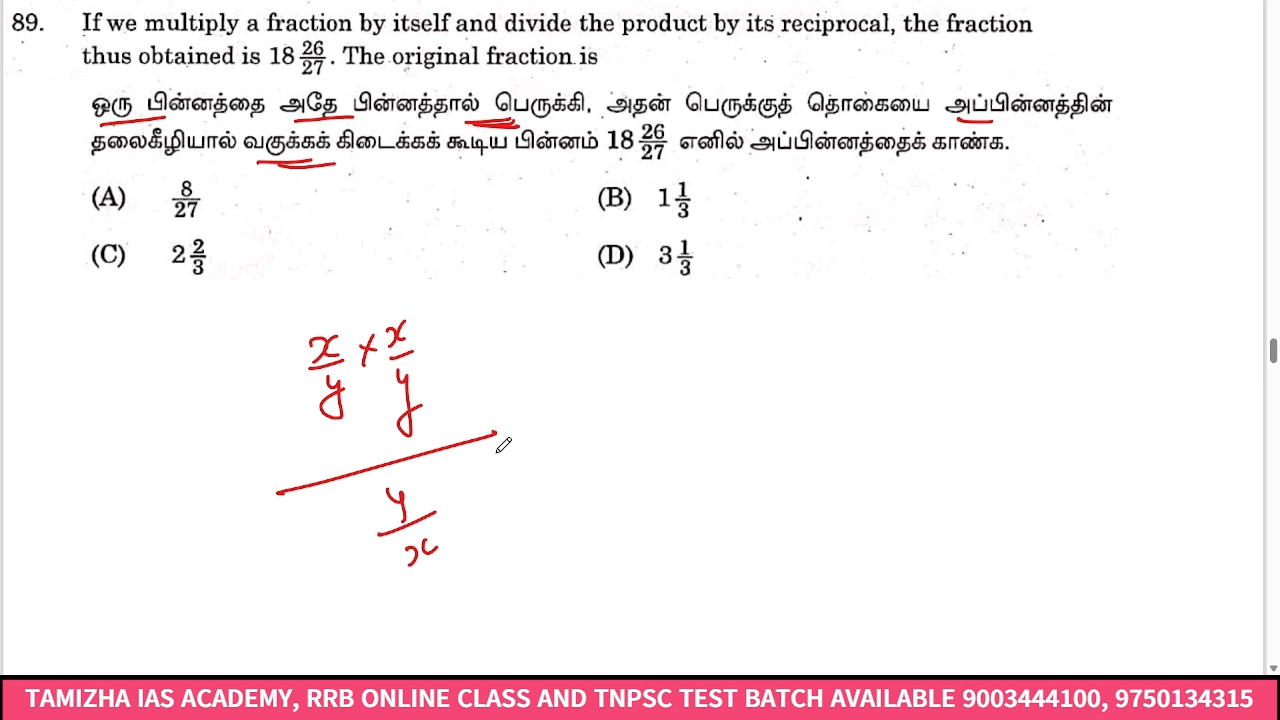 89. If we multiply a fraction by itself and divide the product by its reciprocal, the fraction
thus obtained is 18 26/27. The original fraction is
ஒரு பின்னத்தை அதே பின்னத்தால் பெருக்கி, அதன் பெருக்குத் தொகையை அப்பின்னத்தின்
தலைகீழியால் வகுக்கக் கிடைக்கக் கூடிய பின்னம் 18 26/27 எனில் அப்பின்னத்தைக் காண்க.
(A) 8/27 (B) 1 1/3
(C) 2 2/3 (D) 3 1/3
x/y × x/y
y/x
TAMIZHA IAS ACADEMY, RRB ONLINE CLASS AND TNPSC TEST BATCH AVAILABLE 9003444100, 9750134315